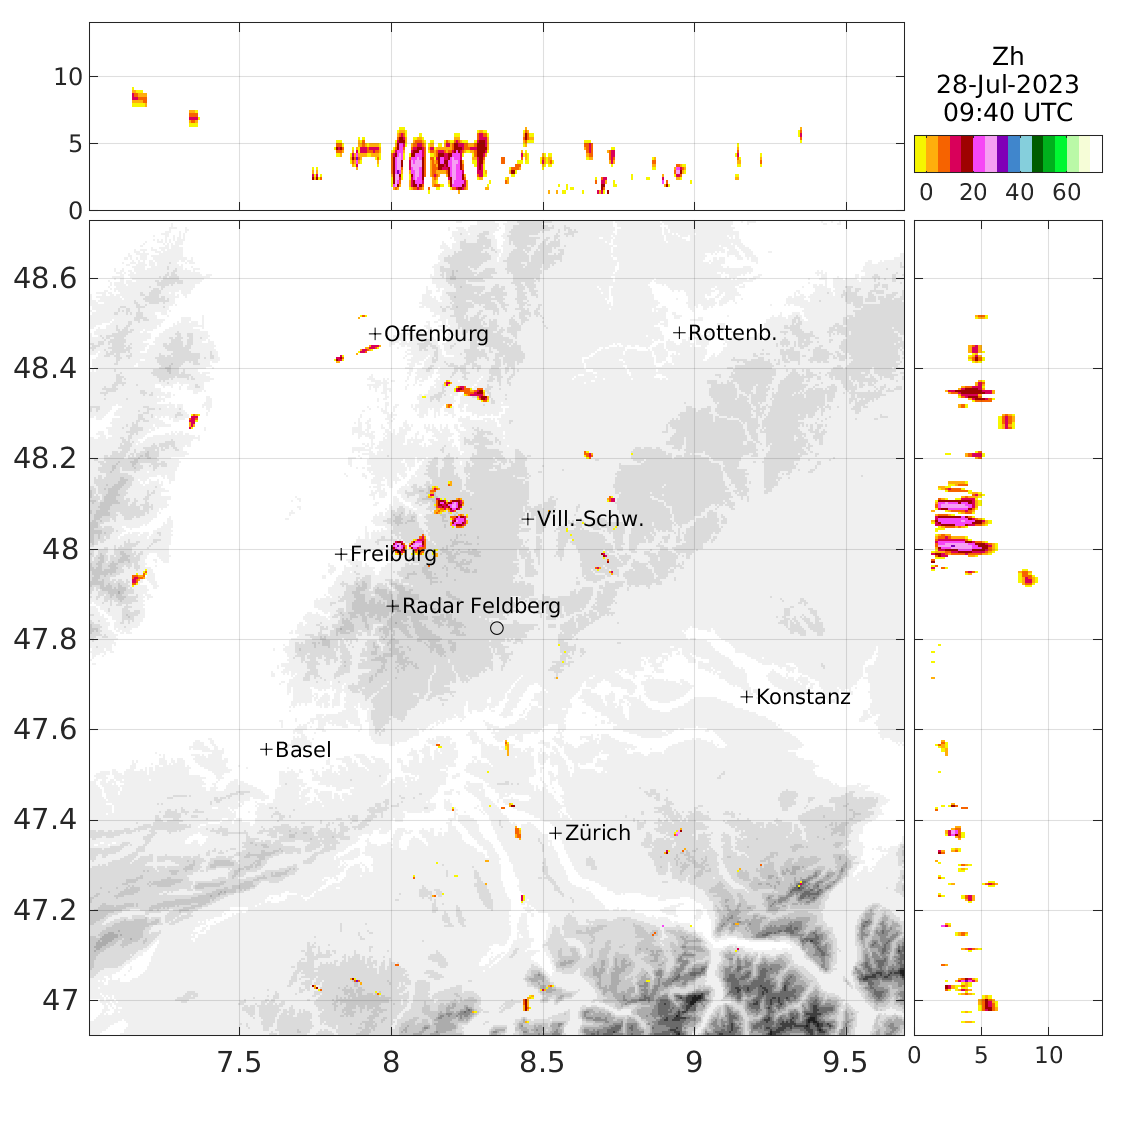 10
5
0
Zh
28-Jul-2023
09:40 UTC
0 20 40 60
48.6
48.4
48.2
48
47.8
47.6
47.4
47.2
47
+Offenburg
+Rottenb.
+Vill.-Schw.
+Freiburg
+Radar Feldberg
+Konstanz
+Basel
+Zürich
7.5 8 8.5 9 9.5
0 5 10